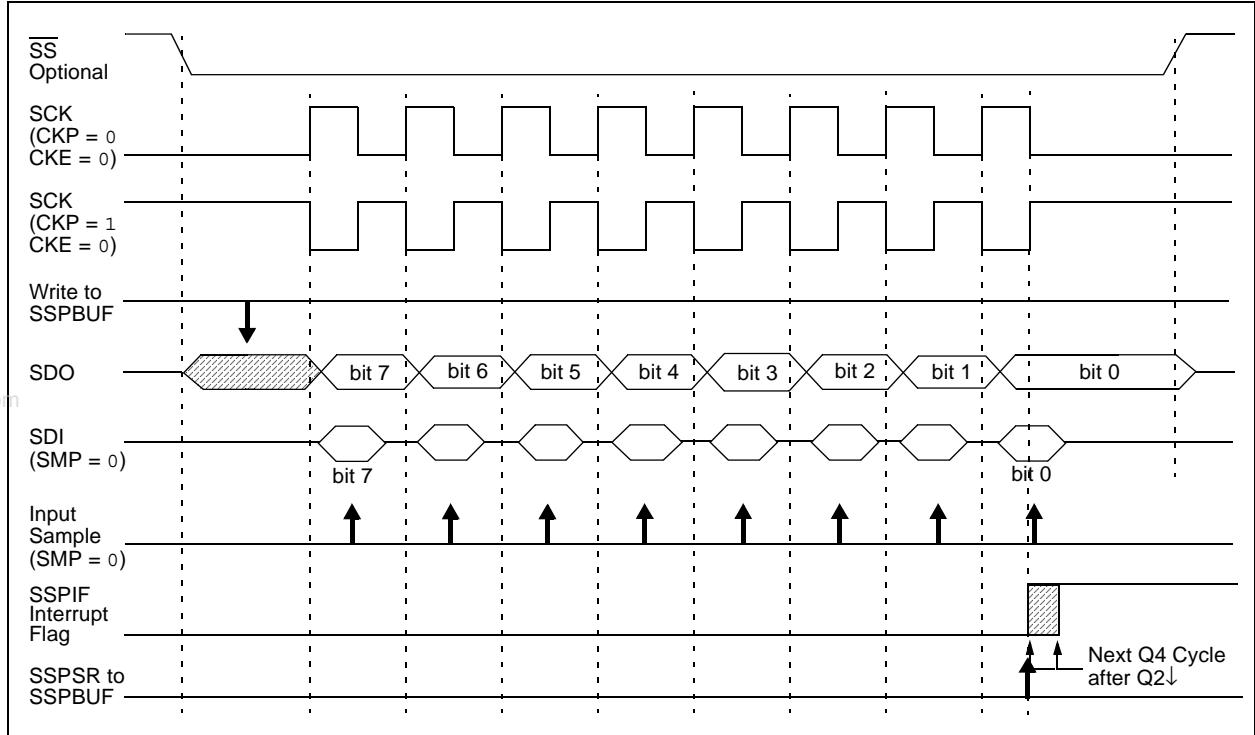 SS
Optional
SCK
(CKP = 0
CKE = 0)
SCK
(CKP = 1
CKE = 0)
Write to
SSPBUF
SDO
bit 7
bit 6
bit 5
bit 4
bit 3
bit 2
bit 1
bit 0
om
SDI
(SMP = 0)
bit 7
bit 0
Input
Sample
(SMP = 0)
SSPIF
Interrupt
Flag
Next Q4 Cycle
after Q2↓
SSPSR to
SSPBUF